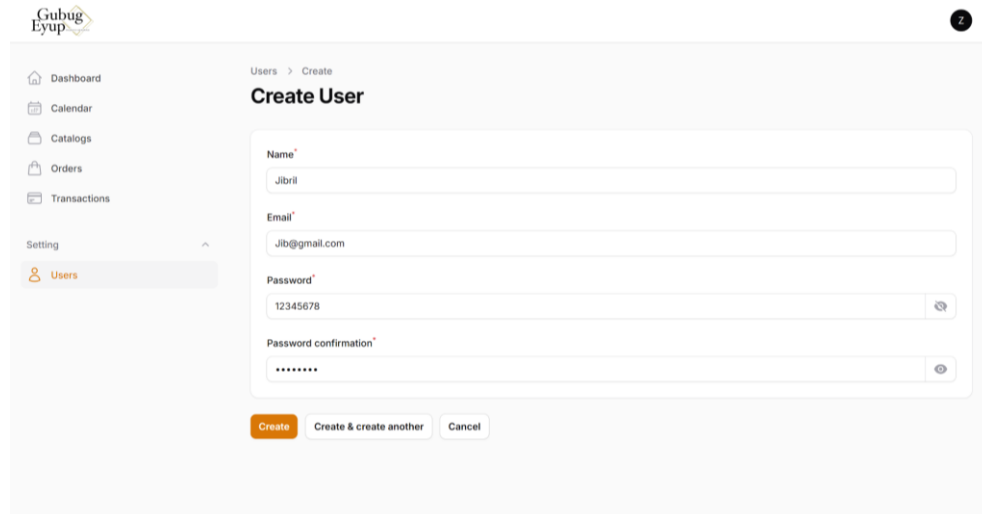 Gubug
Eyup
Z
Dashboard
Calendar
Catalogs
Orders
Transactions
Setting
Users
Users > Create
Create User
Name*
Jibril
Email*
Jib@gmail.com
Password*
12345678
Password confirmation*
••••••••
Create
Create & create another
Cancel